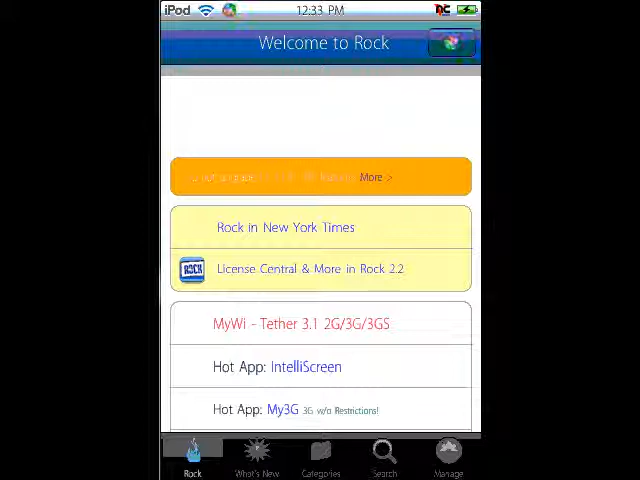 iPod 12:33 PM
Welcome to Rock
More >
Rock in New York Times
ROCK License Central & More in Rock 2.2
MyWi - Tether 3.1 2G/3G/3GS
Hot App: IntelliScreen
Hot App: My3G 3G w/o Restrictions!
Rock What's New Categories Search Manage